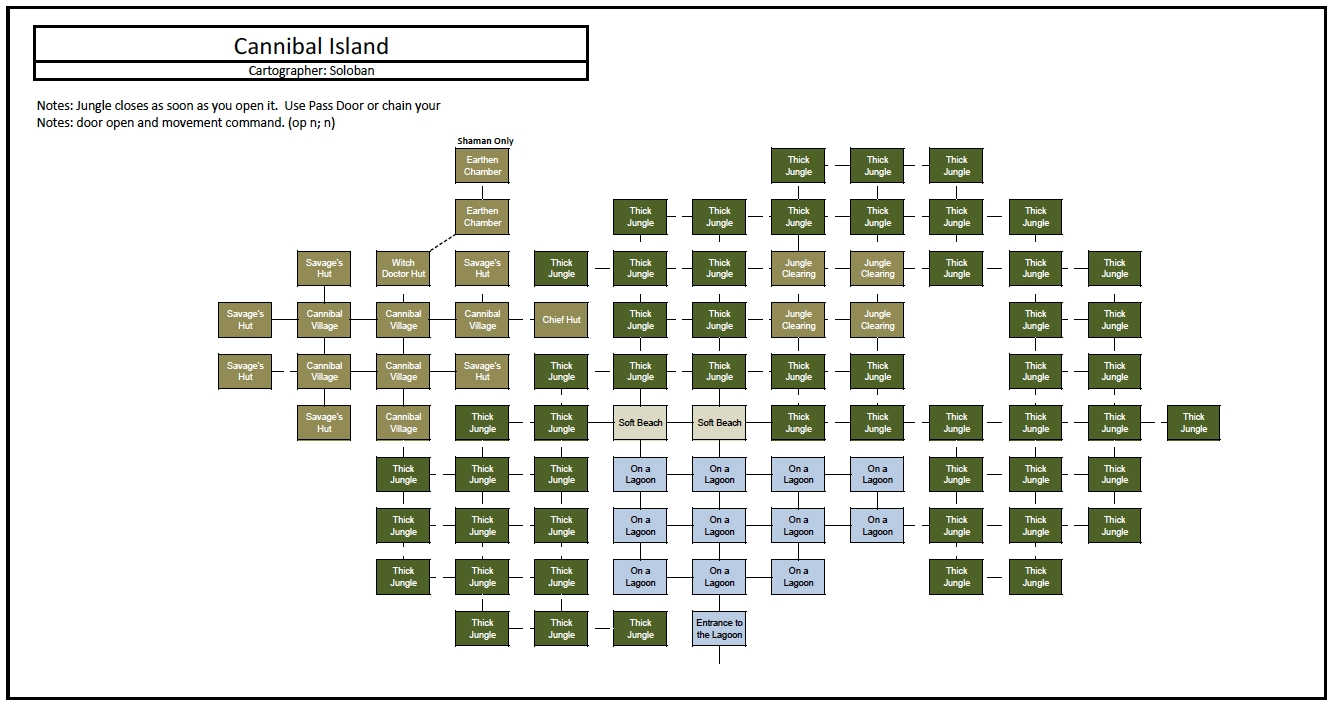 Cannibal Island
Cartographer: Soloban
Notes: Jungle closes as soon as you open it. Use Pass Door or chain your
Notes: door open and movement command. (op n; n)
Shaman Only
Earthen
Chamber
Thick
Jungle
Thick
Jungle
Thick
Jungle
Earthen
Chamber
Thick
Jungle
Thick
Jungle
Thick
Jungle
Thick
Jungle
Thick
Jungle
Thick
Jungle
Savage's
Hut
Witch
Doctor Hut
Savage's
Hut
Thick
Jungle
Thick
Jungle
Thick
Jungle
Jungle
Clearing
Jungle
Clearing
Thick
Jungle
Thick
Jungle
Thick
Jungle
Savage's
Hut
Cannibal
Village
Cannibal
Village
Cannibal
Village
Chief Hut
Thick
Jungle
Thick
Jungle
Jungle
Clearing
Jungle
Clearing
Thick
Jungle
Thick
Jungle
Savage's
Hut
Cannibal
Village
Cannibal
Village
Savage's
Hut
Thick
Jungle
Thick
Jungle
Thick
Jungle
Thick
Jungle
Thick
Jungle
Thick
Jungle
Thick
Jungle
Savage's
Hut
Cannibal
Village
Thick
Jungle
Thick
Jungle
Soft Beach
Soft Beach
Thick
Jungle
Thick
Jungle
Thick
Jungle
Thick
Jungle
Thick
Jungle
Thick
Jungle
Thick
Jungle
Thick
Jungle
Thick
Jungle
On a
Lagoon
On a
Lagoon
On a
Lagoon
On a
Lagoon
Thick
Jungle
Thick
Jungle
Thick
Jungle
Thick
Jungle
Thick
Jungle
Thick
Jungle
On a
Lagoon
On a
Lagoon
On a
Lagoon
On a
Lagoon
Thick
Jungle
Thick
Jungle
Thick
Jungle
Thick
Jungle
Thick
Jungle
Thick
Jungle
On a
Lagoon
On a
Lagoon
On a
Lagoon
Thick
Jungle
Thick
Jungle
Thick
Jungle
Thick
Jungle
Thick
Jungle
Entrance to
the Lagoon